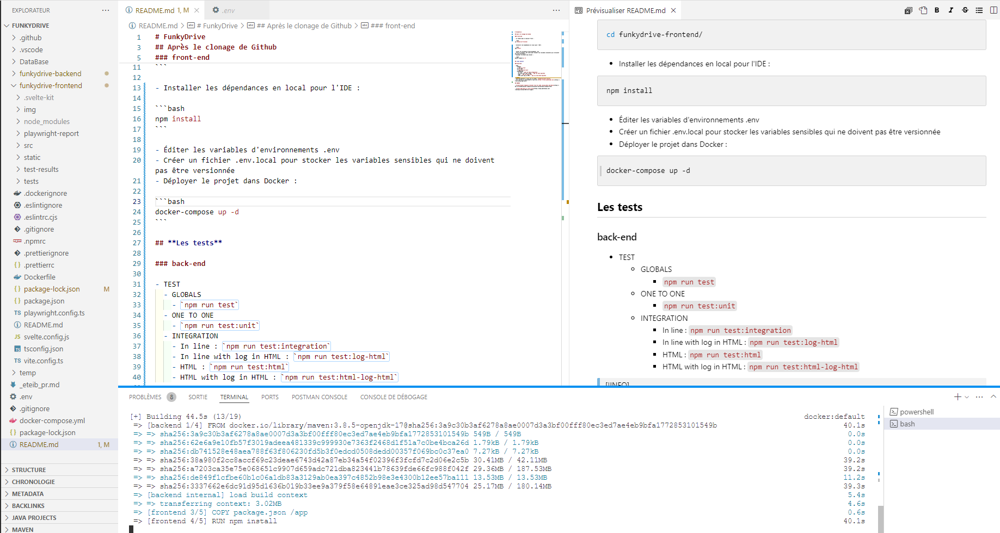 EXPLORATEUR
FUNKYDRIVE
.github
.vscode
DataBase
funkydrive-backend
funkydrive-frontend
.svelte-kit
img
node_modules
playwright-report
src
static
test-results
tests
.dockerignore
.eslintignore
.eslintrc.cjs
.gitignore
.npmrc
.prettierignore
.prettierrc
Dockerfile
package-lock.json M
package.json
playwright.config.ts
README.md
svelte.config.js
tsconfig.json
vite.config.ts
temp
_eteib_pr.md
.env
.gitignore
docker-compose.yml
package-lock.json
README.md 1, M
STRUCTURE
CHRONOLOGIE
METADATA
BACKLINKS
JAVA PROJECTS
MAVEN
README.md 1, M
.env
README.md > # FunkyDrive > ## Après le clonage de Github > ### front-end
1 # FunkyDrive
3 ## Après le clonage de Github
5 ### front-end
11 ```
12
13 - Installer les dépendances en local pour l'IDE :
14
15 ```bash
16 npm install
17 ```
18
19 - Éditer les variables d'environnements .env
20 - Créer un fichier .env.local pour stocker les variables sensibles qui ne doivent
pas être versionnée
21 - Déployer le projet dans Docker :
22
23 ```bash
24 docker-compose up -d
25 ```
26
27 ## **Les tests**
28
29 ### back-end
30
31 - TEST
32 - GLOBALS
33 - `npm run test`
34 - ONE TO ONE
35 - `npm run test:unit`
36 - INTEGRATION
37 - In line : `npm run test:integration`
38 - In line with log in HTML : `npm run test:log-html`
39 - HTML : `npm run test:html`
40 - HTML with log in HTML : `npm run test:html-log-html`
Prévisualiser README.md
cd funkydrive-frontend/
Installer les dépendances en local pour l'IDE :
npm install
Éditer les variables d'environnements .env
Créer un fichier .env.local pour stocker les variables sensibles qui ne doivent pas être versionnée
Déployer le projet dans Docker :
docker-compose up -d
Les tests
back-end
TEST
GLOBALS
npm run test
ONE TO ONE
npm run test:unit
INTEGRATION
In line : npm run test:integration
In line with log in HTML : npm run test:log-html
HTML : npm run test:html
HTML with log in HTML : npm run test:html-log-html
PROBLÈMES 8 SORTIE TERMINAL PORTS POSTMAN CONSOLE CONSOLE DE DÉBOGAGE
[+] Building 44.5s (13/19) docker:default
=> [backend 1/4] FROM docker.io/library/maven:3.8.5-openjdk-17@sha256:3a9c30b3af6278a8ae0007d3a3bf00fff80ec3ed7ae4eb9bfa1772853101549b 40.1s
=> => sha256:3a9c30b3af6278a8ae0007d3a3bf00fff80ec3ed7ae4eb9bfa1772853101549b 549B / 549B 0.0s
=> => sha256:62e6a9e10fb57f3019adeea481339c999930e7363f2468d1f51a7c0be4bca26d 1.79kB / 1.79kB 0.0s
=> => sha256:db741528e48aea788f63f806230fd5b3f0edcd0508dedd00357f069bc0c37ea0 7.27kB / 7.27kB 0.0s
=> => sha256:38a980f2cc8accf69c23deae6743d42a87eb34a54f02396f3fcfd7c2d06e2c5b 30.41MB / 42.11MB 39.2s
=> => sha256:a7203ca35e75e068651c9907d659adc721dba823441b78639fde66fc988f042f 29.36MB / 187.53MB 39.2s
=> => sha256:de849f1cfbe60b1c06a1db83a3129ab0ea397c4852b98e3e4300b12ee57ba111 13.53MB / 13.53MB 11.2s
=> => sha256:3337662e6dc91d95d1636b019b33ee9a379f58e64891eae3ce325ad98d547704 25.17MB / 180.14MB 39.3s
=> [backend internal] load build context 5.4s
=> => transferring context: 3.02MB 4.6s
=> [frontend 3/5] COPY package.json /app 0.6s
=> [frontend 4/5] RUN npm install 40.1s
powershell
bash